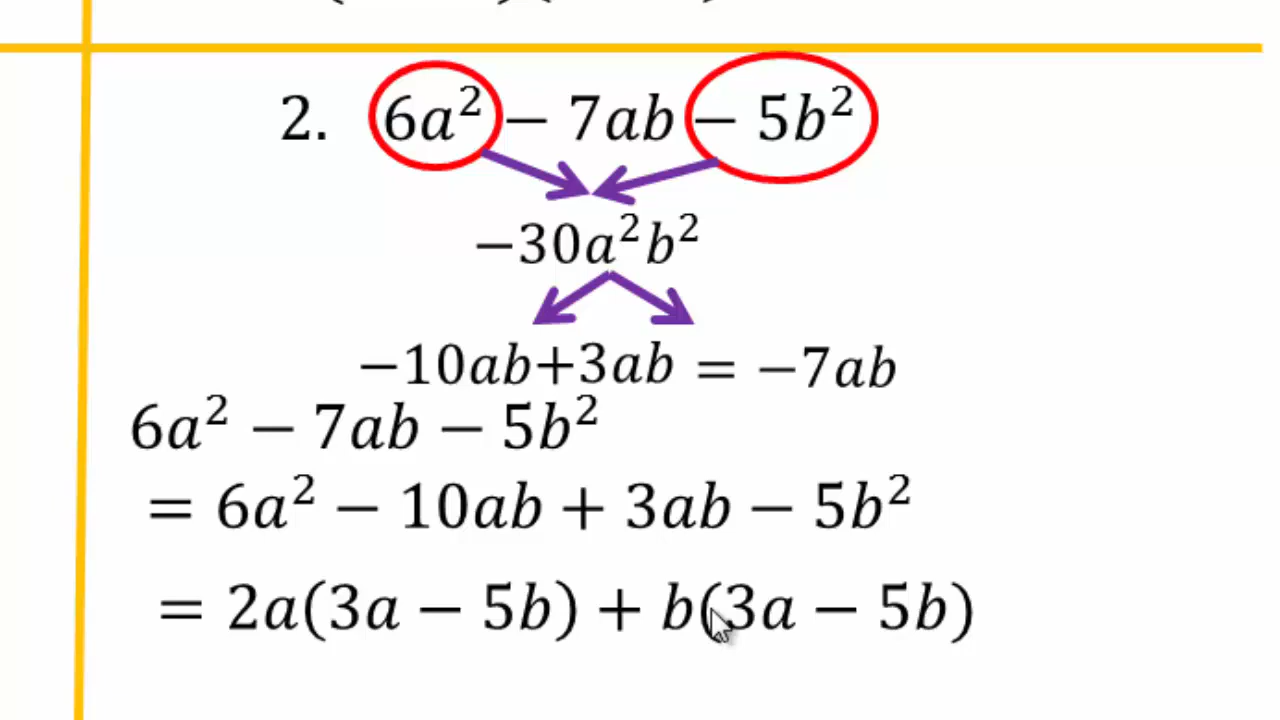 2. 6a² − 7ab − 5b²
−30a²b²
−10ab+3ab = −7ab
6a² − 7ab − 5b²
= 6a² − 10ab + 3ab − 5b²
= 2a(3a − 5b) + b(3a − 5b)